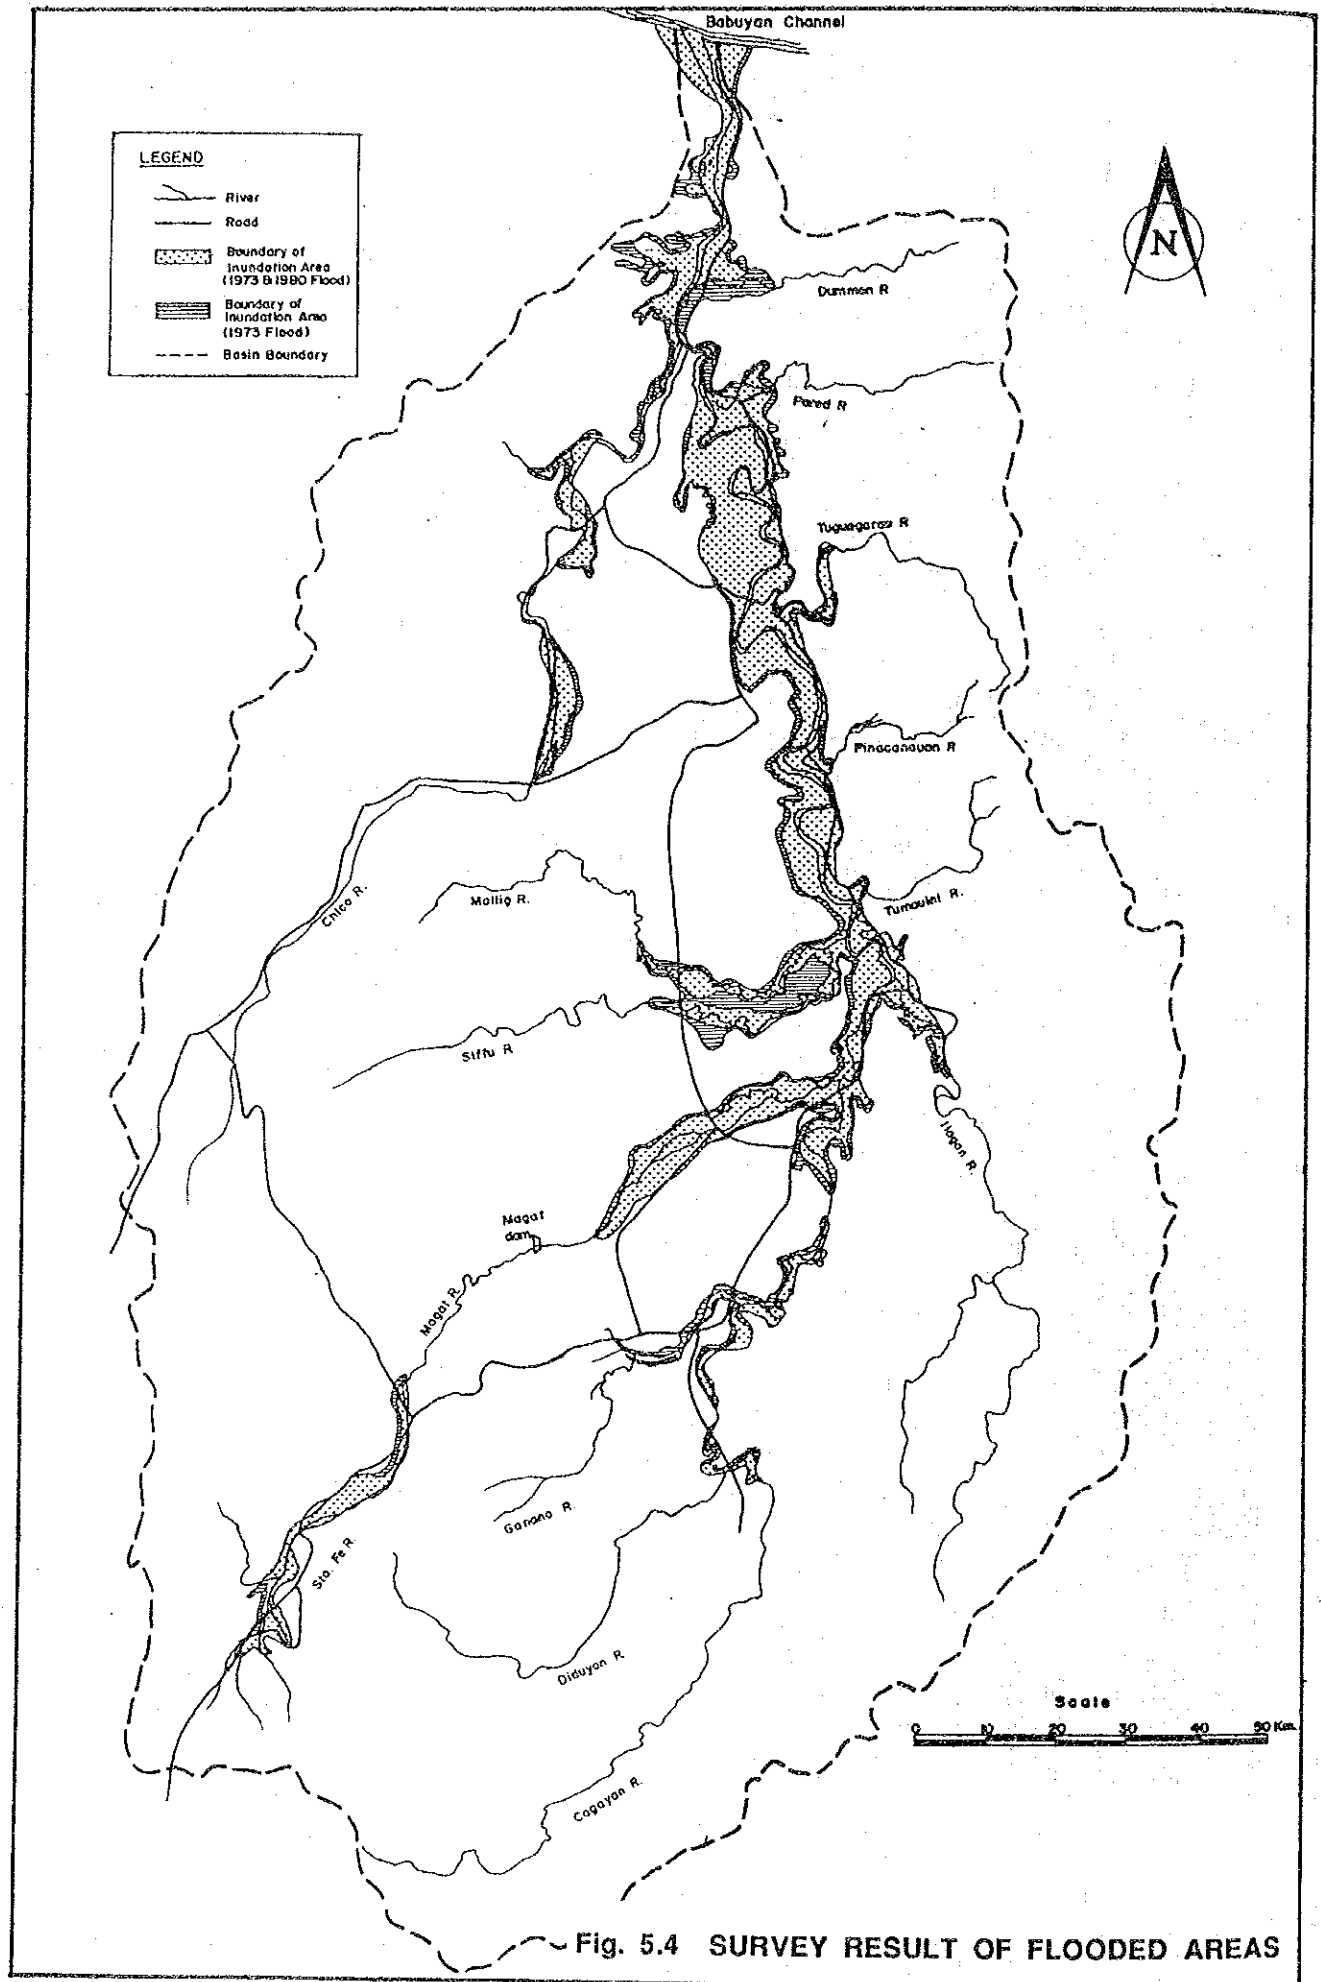 Babuyan Channel
LEGEND
River
Road
Boundary of
Inundation Area
(1973 & 1980 Flood)
Boundary of
Inundation Area
(1973 Flood)
Basin Boundary
N
Dummon R
Pared R
Tuguegarao R
Pinacanauan R
Tumauini R.
Mallig R.
Chico R.
Siffu R
Ilagan R.
Magat
dam
Magat R.
Ganano R.
Sta. Fe R.
Diduyon R
Cagayan R.
Scale
0 10 20 30 40 50 Km.
Fig. 5.4 SURVEY RESULT OF FLOODED AREAS